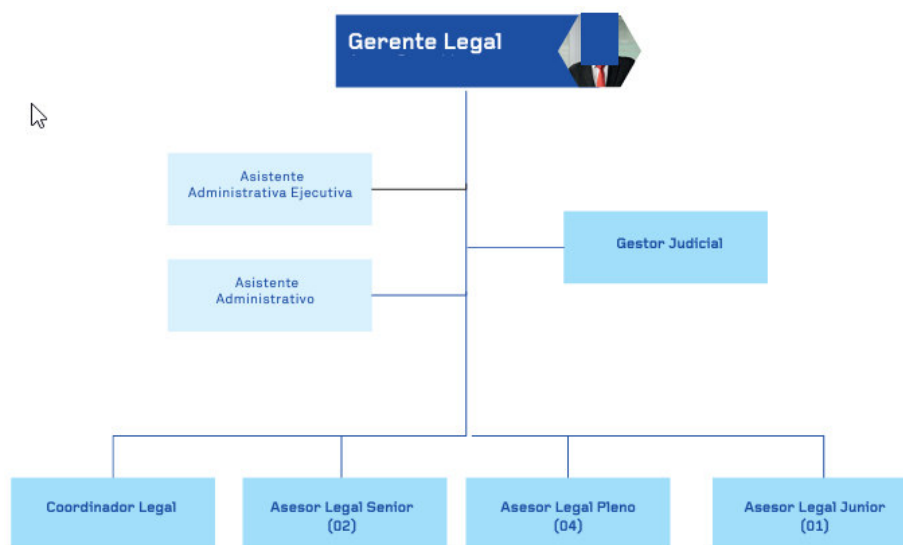 Gerente Legal
Asistente
Administrativa Ejecutiva
Gestor Judicial
Asistente
Administrativo
Coordinador Legal
Asesor Legal Senior
(02)
Asesor Legal Pleno
(04)
Asesor Legal Junior
(01)